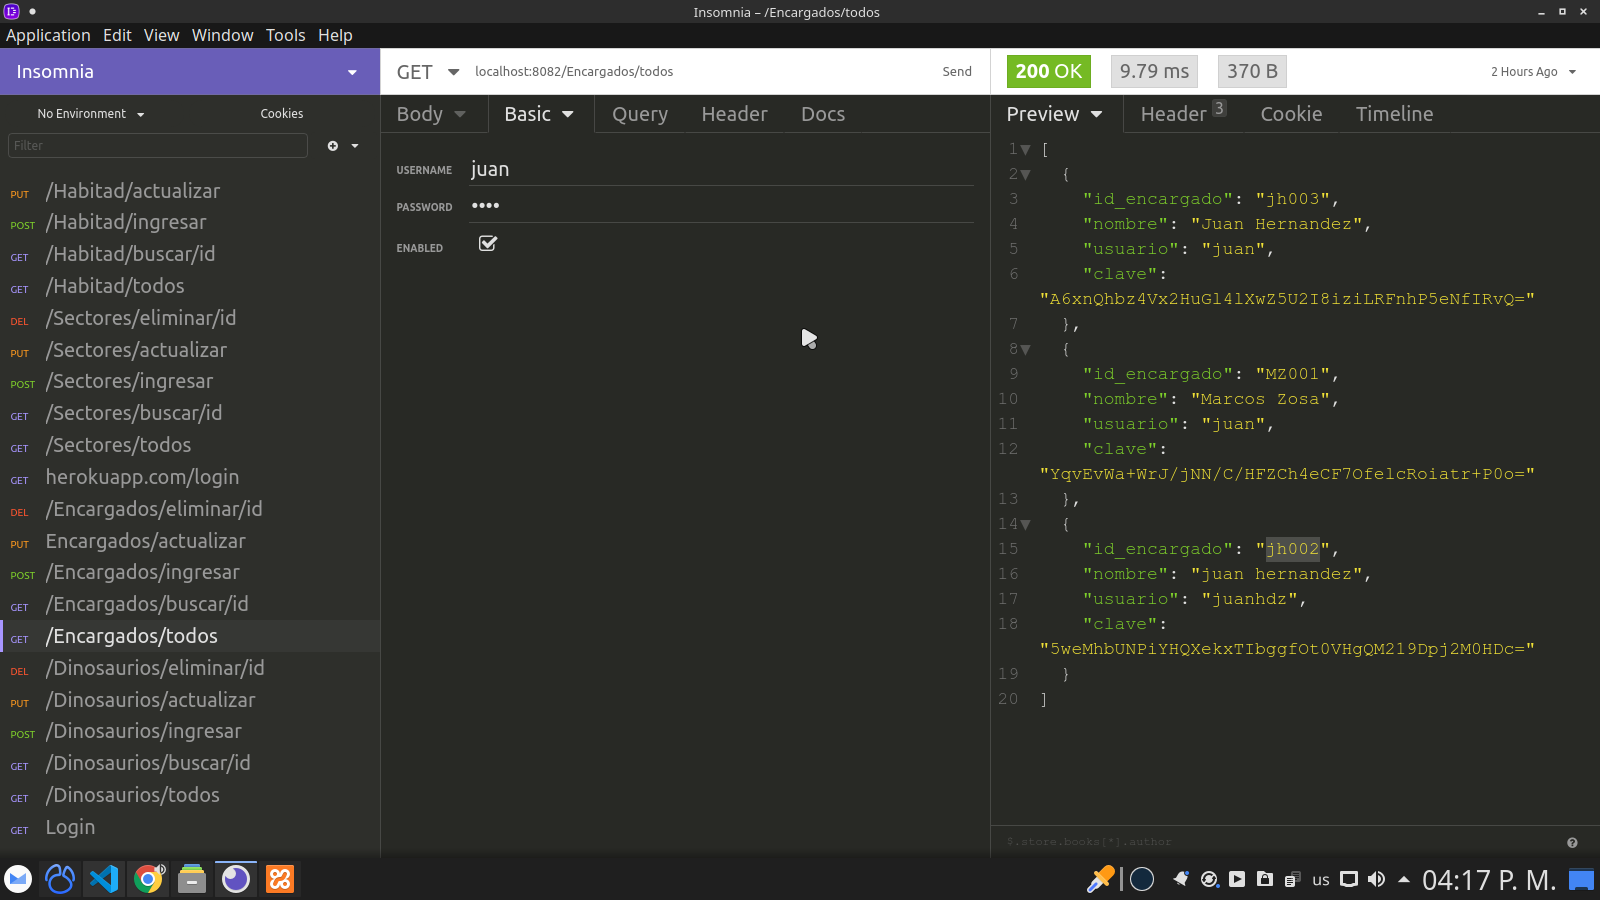 Insomnia – /Encargados/todos
Application Edit View Window Tools Help
Insomnia
GET localhost:8082/Encargados/todos Send
200 OK 9.79 ms 370 B 2 Hours Ago
No Environment Cookies
Filter
PUT /Habitad/actualizar
POST /Habitad/ingresar
GET /Habitad/buscar/id
GET /Habitad/todos
DEL /Sectores/eliminar/id
PUT /Sectores/actualizar
POST /Sectores/ingresar
GET /Sectores/buscar/id
GET /Sectores/todos
GET herokuapp.com/login
DEL /Encargados/eliminar/id
PUT Encargados/actualizar
POST /Encargados/ingresar
GET /Encargados/buscar/id
GET /Encargados/todos
DEL /Dinosaurios/eliminar/id
PUT /Dinosaurios/actualizar
POST /Dinosaurios/ingresar
GET /Dinosaurios/buscar/id
GET /Dinosaurios/todos
GET Login
Body Basic Query Header Docs
USERNAME juan
PASSWORD ••••
ENABLED
Preview Header 3 Cookie Timeline
1 [
2 {
3 "id_encargado": "jh003",
4 "nombre": "Juan Hernandez",
5 "usuario": "juan",
6 "clave":
"A6xnQhbz4Vx2HuGl4lXwZ5U2I8iziLRFnhP5eNfIRvQ="
7 },
8 {
9 "id_encargado": "MZ001",
10 "nombre": "Marcos Zosa",
11 "usuario": "juan",
12 "clave":
"YqvEvWa+WrJ/jNN/C/HFZCh4eCF7OfelcRoiatr+P0o="
13 },
14 {
15 "id_encargado": "jh002",
16 "nombre": "juan hernandez",
17 "usuario": "juanhdz",
18 "clave":
"5weMhbUNPiYHQXekxTIbggfOt0VHgQM219Dpj2M0HDc="
19 }
20 ]
$.store.books[*].author
us 04:17 P. M.